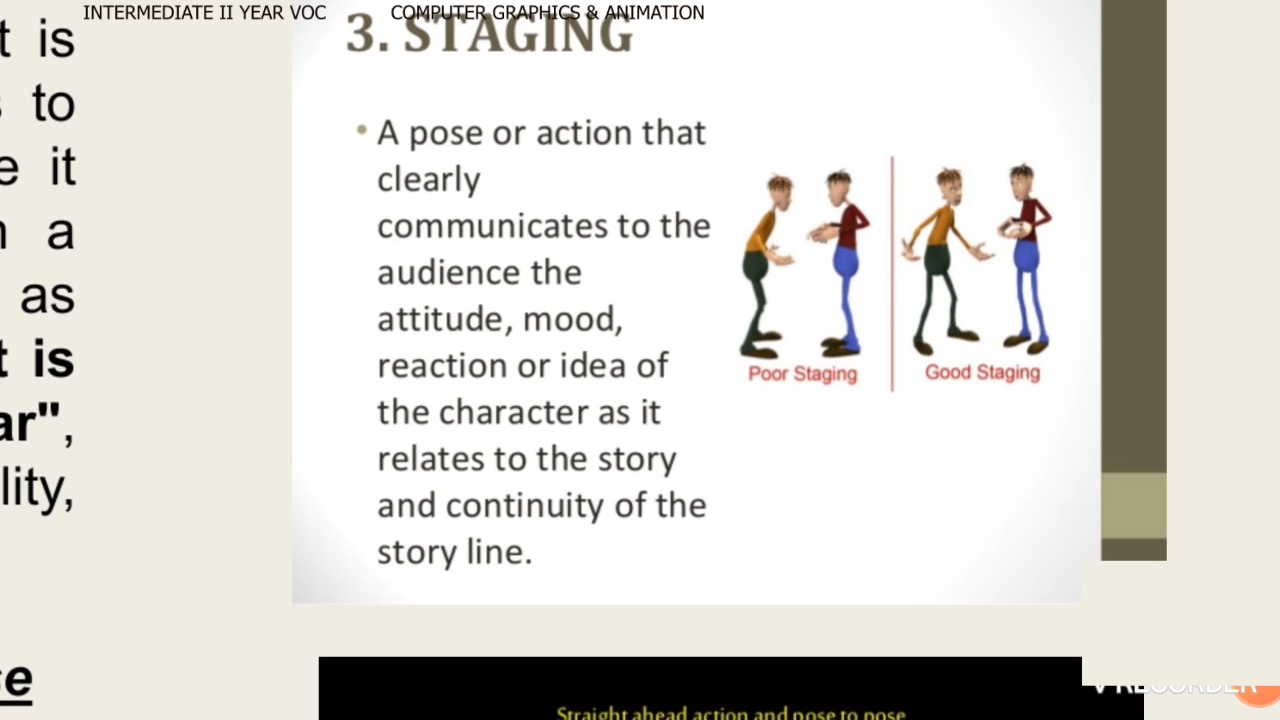 INTERMEDIATE II YEAR VOC COMPUTER GRAPHICS & ANIMATION
t is
s to
e it
n a
as
t is
ar",
lity,
se
3. STAGING
• A pose or action that
clearly
communicates to the
audience the
attitude, mood,
reaction or idea of
the character as it
relates to the story
and continuity of the
story line.
Poor Staging
Good Staging
Straight ahead action and pose to pose
V RECORDER